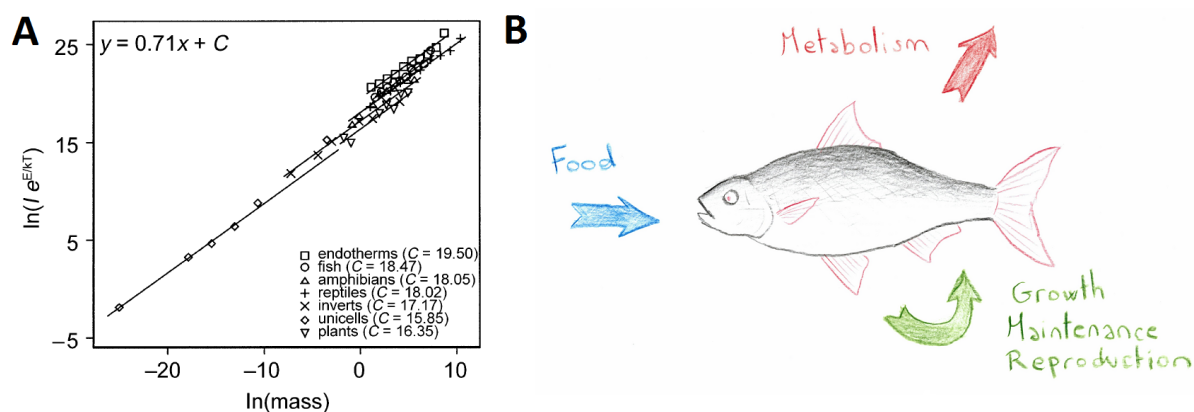 A
y = 0.71x + C
25
15
5
−5
ln(I e^E/kT)
endotherms (C = 19.50)
fish (C = 18.47)
amphibians (C = 18.05)
reptiles (C = 18.02)
inverts (C = 17.17)
unicells (C = 15.85)
plants (C = 16.35)
−20
−10
0
10
ln(mass)
B
Metabolism
Food
Growth
Maintenance
Reproduction